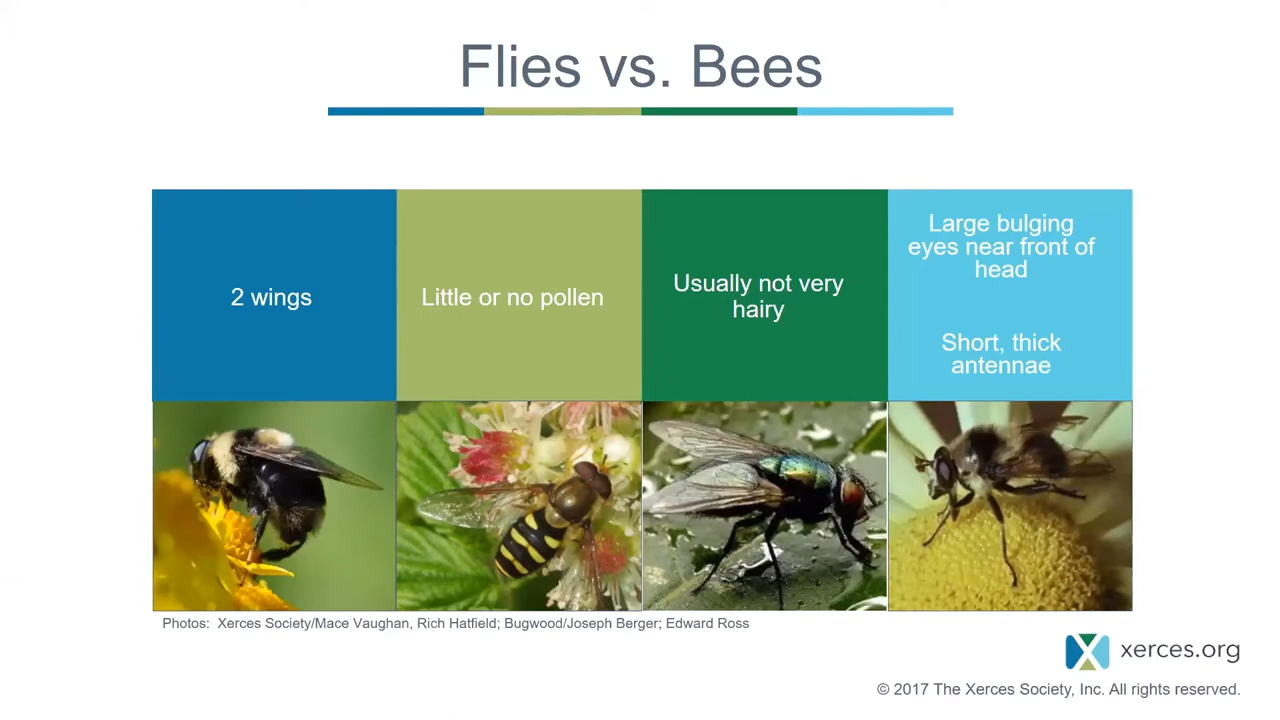 Flies vs. Bees
2 wings
Little or no pollen
Usually not very
hairy
Large bulging
eyes near front of
head
Short, thick
antennae
Photos:  Xerces Society/Mace Vaughan, Rich Hatfield; Bugwood/Joseph Berger; Edward Ross
xerces.org
© 2017 The Xerces Society, Inc. All rights reserved.